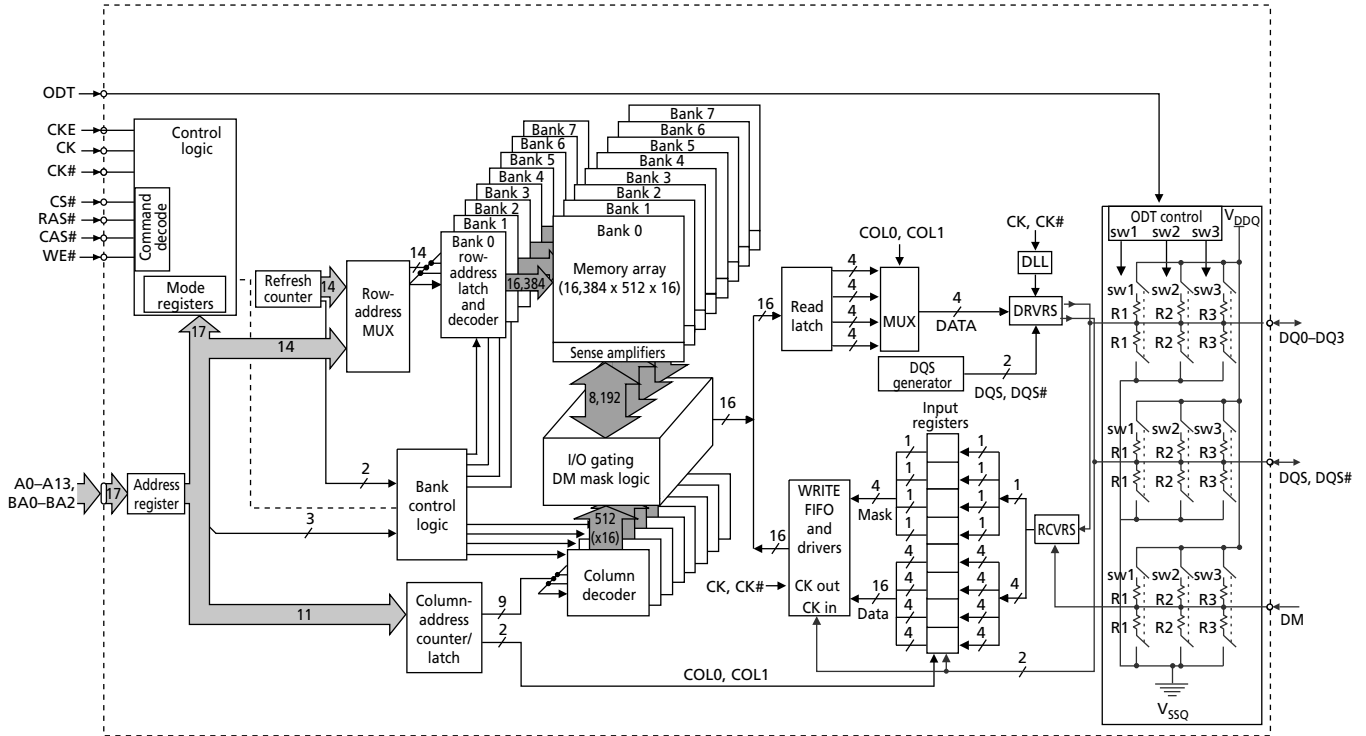 ODT
CKE
CK
CK#
CS#
RAS#
CAS#
WE#
Control
logic
Command
decode
Mode
registers
17
Refresh
counter
14
14
Row-
address
MUX
14
Bank 7
Bank 6
Bank 5
Bank 4
Bank 3
Bank 2
Bank 1
Bank 0
row-
address
latch
and
decoder
16,384
Bank 7
Bank 6
Bank 5
Bank 4
Bank 3
Bank 2
Bank 1
Bank 0
Memory array
(16,384 x 512 x 16)
Sense amplifiers
8,192
I/O gating
DM mask logic
16
512
(x16)
Column
decoder
A0–A13,
BA0–BA2
17
Address
register
2
3
Bank
control
logic
11
Column-
address
counter/
latch
9
2
COL0, COL1
16
Read
latch
4
4
4
4
COL0, COL1
MUX
4
DATA
CK, CK#
DLL
DRVRS
DQS
generator
2
DQS, DQS#
16
WRITE
FIFO
and
drivers
CK out
CK in
CK, CK#
4
Mask
16
Data
Input
registers
1
1
1
1
4
4
4
4
1
1
1
1
4
4
4
4
1
4
RCVRS
2
ODT control
sw1
sw2
sw3
VDDQ
sw1
sw2
sw3
R1
R2
R3
R1
R2
R3
DQ0–DQ3
sw1
sw2
sw3
R1
R2
R3
R1
R2
R3
DQS, DQS#
sw1
sw2
sw3
R1
R2
R3
R1
R2
R3
DM
VSSQ